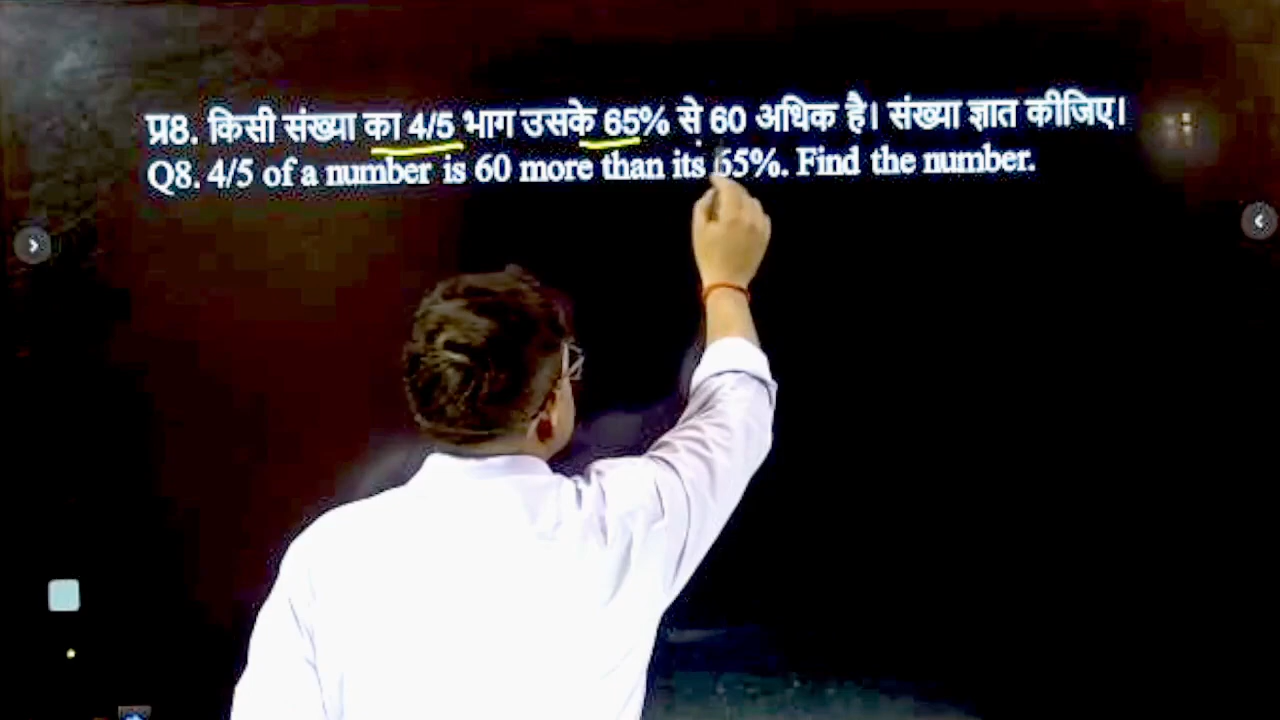 प्र8. किसी संख्या का 4/5 भाग उसके 65% से 60 अधिक है। संख्या ज्ञात कीजिए।
Q8. 4/5 of a number is 60 more than its 65%. Find the number.